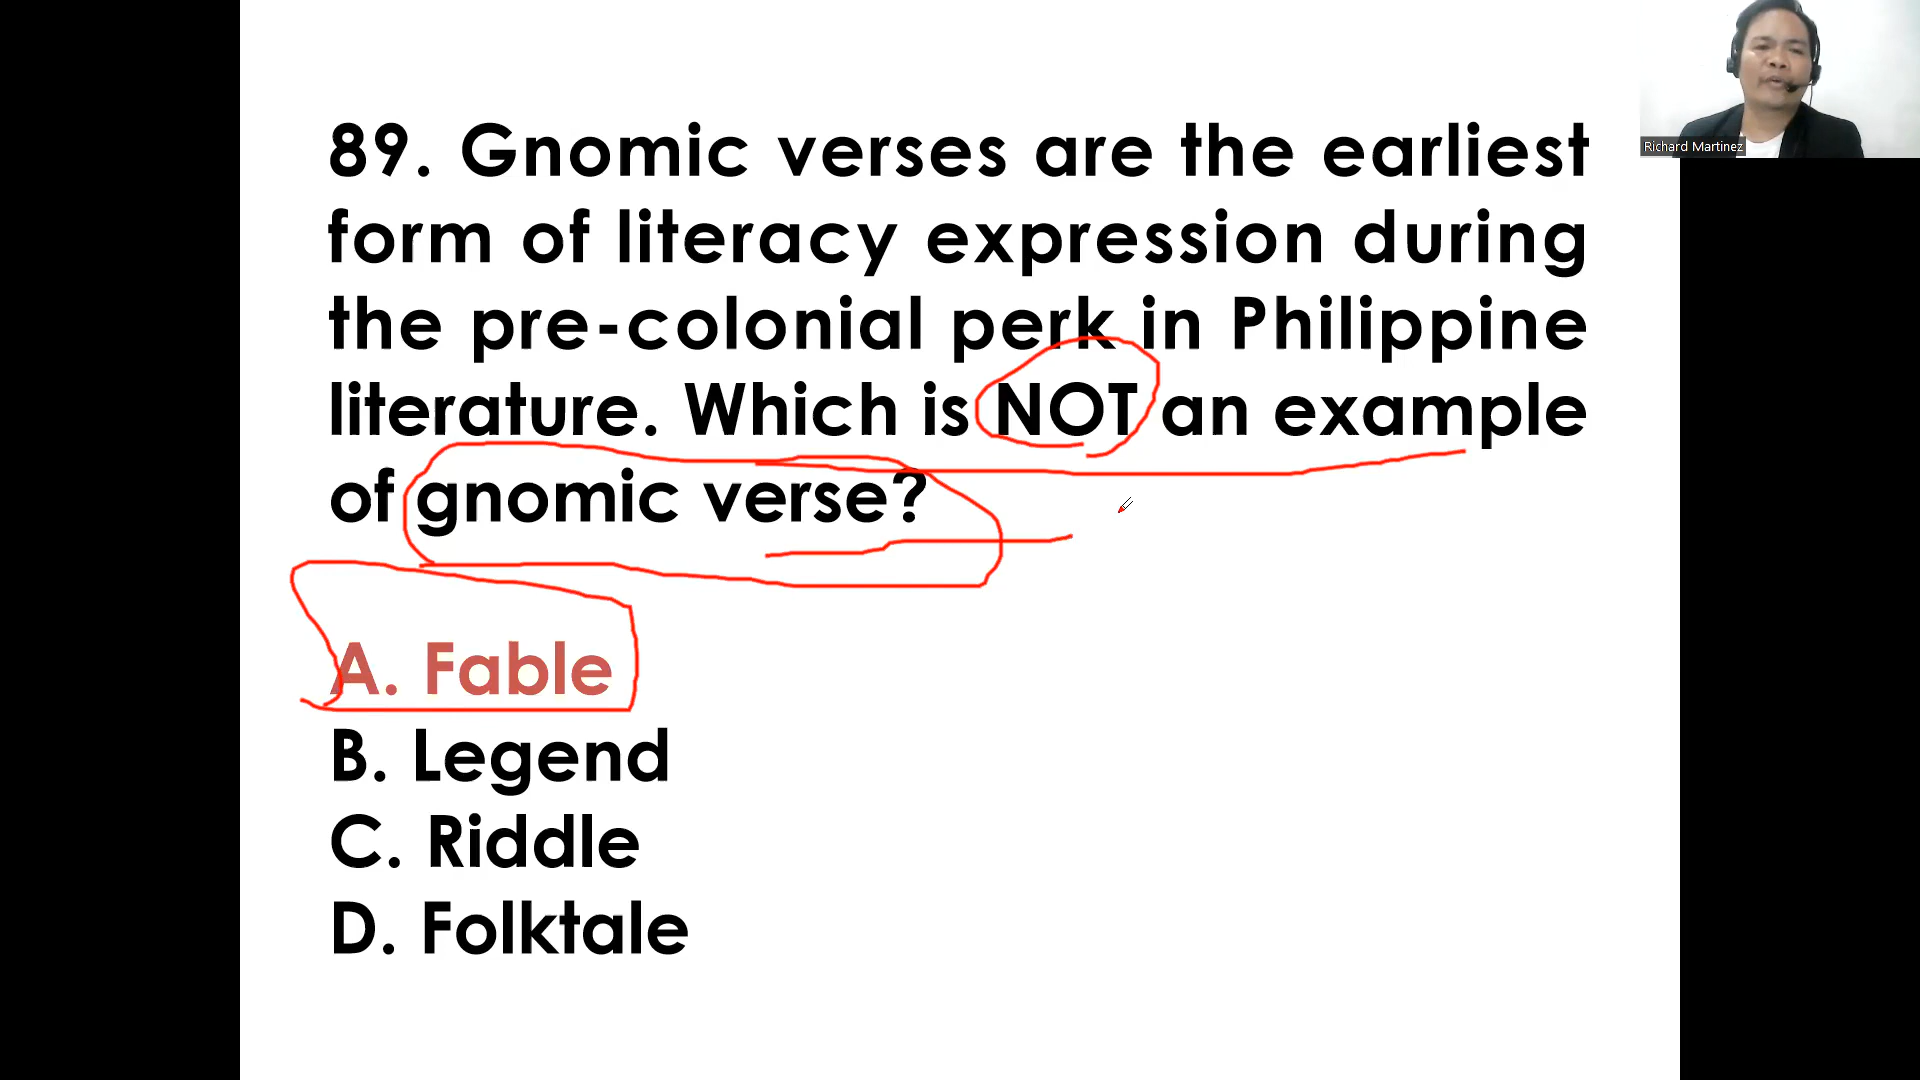 89. Gnomic verses are the earliest
form of literacy expression during
the pre-colonial perk in Philippine
literature. Which is NOT an example
of gnomic verse?
A. Fable
B. Legend
C. Riddle
D. Folktale
Richard Martinez